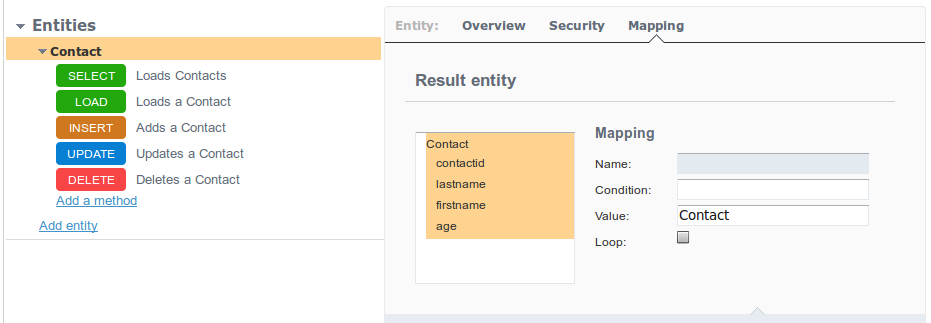 Entities
Contact
SELECT Loads Contacts
LOAD Loads a Contact
INSERT Adds a Contact
UPDATE Updates a Contact
DELETE Deletes a Contact
Add a method
Add entity
Entity: Overview Security Mapping
Result entity
Contact
contactid
lastname
firstname
age
Mapping
Name:
Condition:
Value: Contact
Loop: